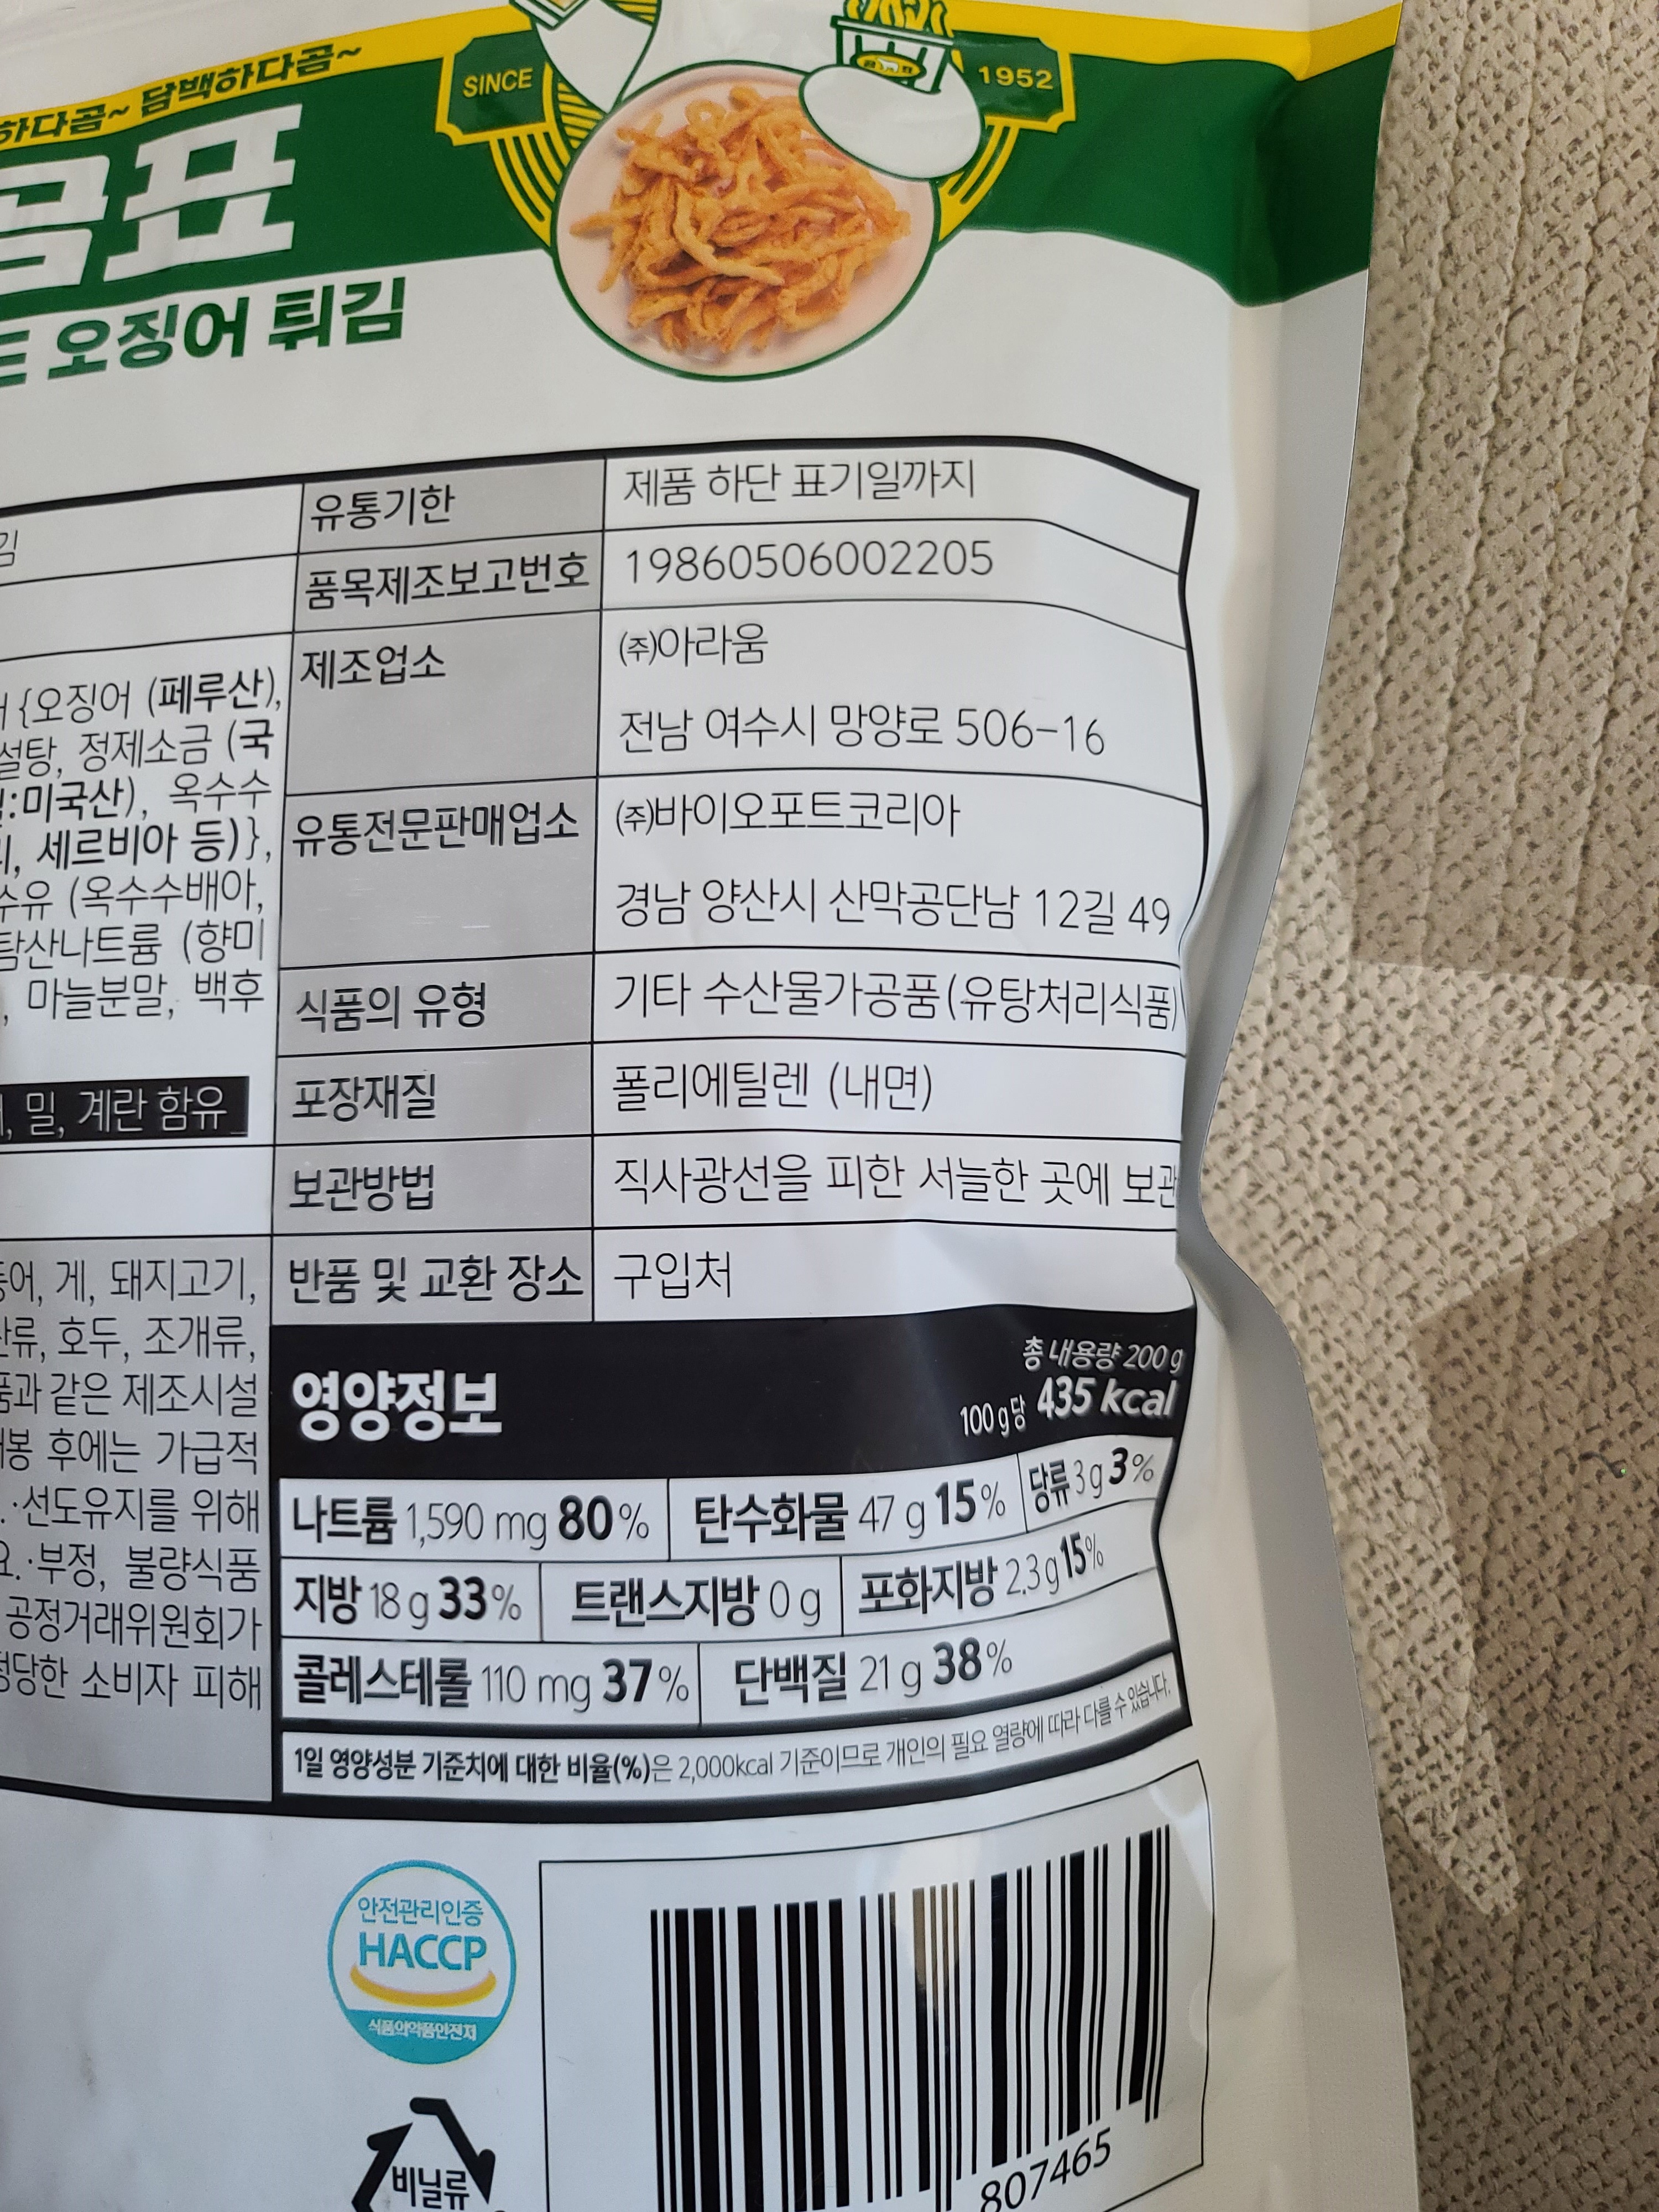 SINCE
1952
하다곰~ 담백하다곰~
곰표
오징어 튀김
유통기한
제품 하단 표기일까지
품목제조보고번호
19860506002205
제조업소
㈜아라움
전남 여수시 망양로 506-16
{오징어 (페루산),
설탕, 정제소금 (국
:미국산), 옥수수
세르비아 등)},
수유 (옥수수배아,
탐산나트륨 (향미
, 마늘분말, 백후
밀, 계란 함유
유통전문판매업소
㈜바이오포트코리아
경남 양산시 산막공단남 12길 49
식품의 유형
기타 수산물가공품(유탕처리식품)
포장재질
폴리에틸렌 (내면)
보관방법
직사광선을 피한 서늘한 곳에 보관
반품 및 교환 장소
구입처
게, 돼지고기,
호두, 조개류,
같은 제조시설
후에는 가급적
·선도유지를 위해
·부정, 불량식품
공정거래위원회가
소비자 피해
영양정보
총 내용량 200 g
100 g당 435 kcal
나트륨 1,590 mg 80% 탄수화물 47 g 15% 당류 3 g 3%
지방 18 g 33% 트랜스지방 0 g 포화지방 2.3 g 15%
콜레스테롤 110 mg 37% 단백질 21 g 38%
1일 영양성분 기준치에 대한 비율(%)은 2,000kcal 기준이므로 개인의 필요 열량에 따라 다를 수 있습니다.
안전관리인증
HACCP
식품의약품안전처
비닐류
807465